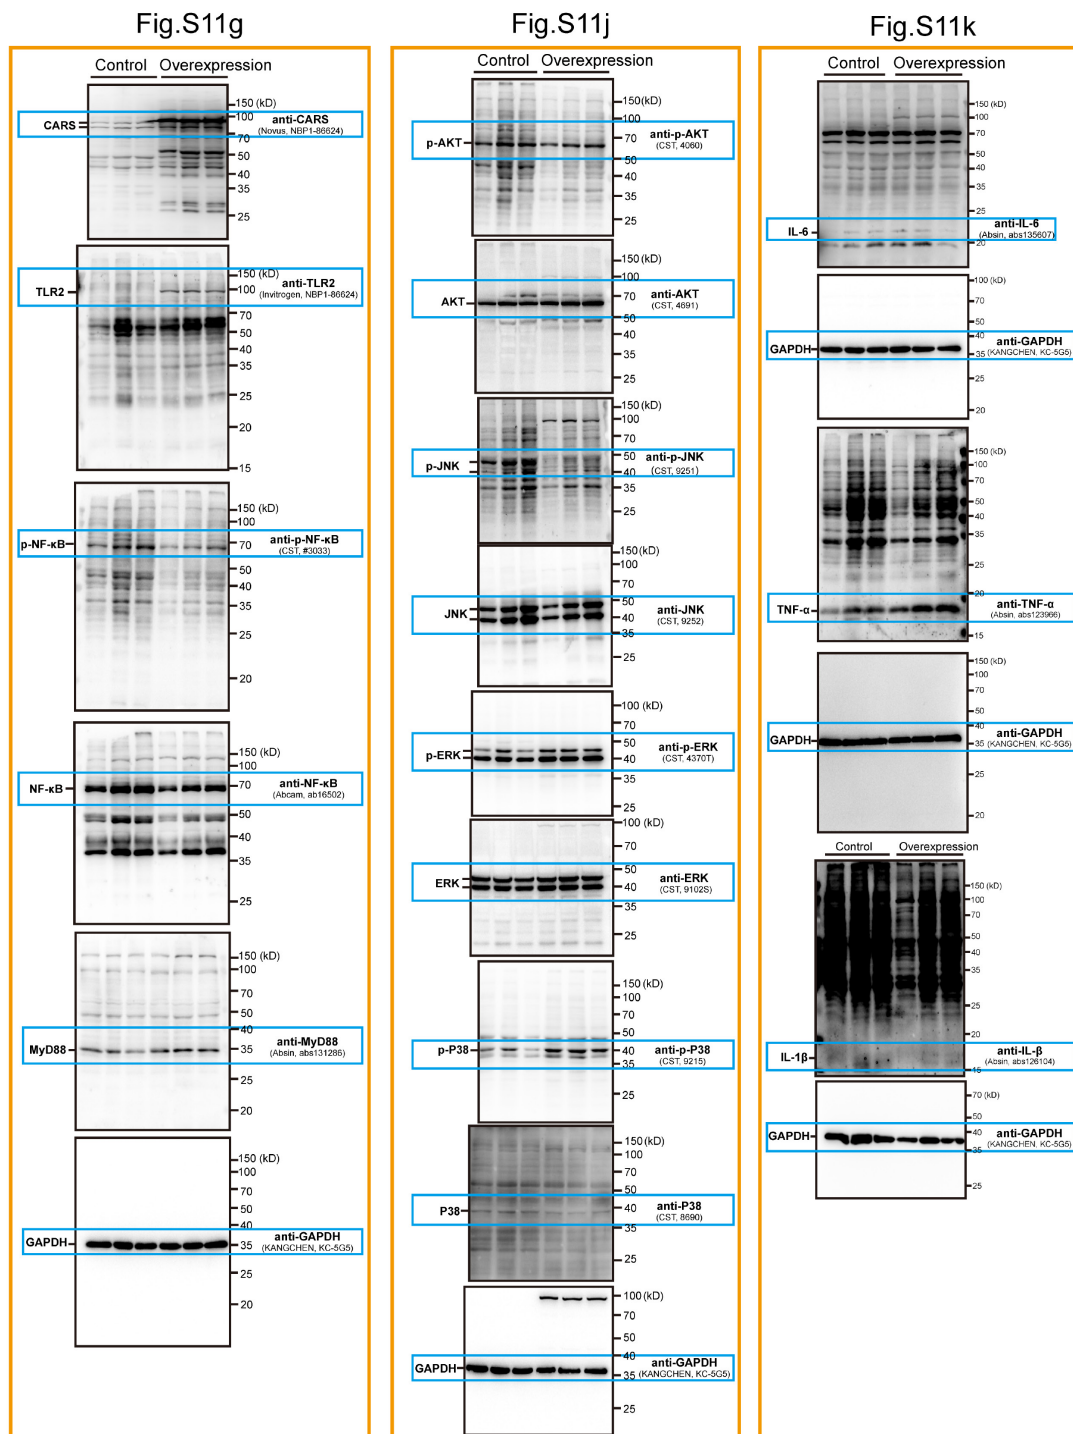 Fig.S11g
Control Overexpression
150 (kD)
100
CARS
anti-CARS
(Novus, NBP1-86624)
70
50
40
35
25
150 (kD)
TLR2
100
anti-TLR2
(Invitrogen, NBP1-86624)
70
50
40
35
25
20
15
150 (kD)
100
p-NF-κB
70
anti-p-NF-κB
(CST, #3033)
50
40
35
25
20
150 (kD)
100
NF-κB
70
anti-NF-κB
(Abcam, ab16502)
50
40
35
25
150 (kD)
100
70
50
40
MyD88
35
anti-MyD88
(Absin, abs131286)
25
20
150 (kD)
100
70
50
40
GAPDH
35
anti-GAPDH
(KANGCHEN, KC-5G5)
25
20
Fig.S11j
Control Overexpression
150(kD)
100
p-AKT
70
anti-p-AKT
(CST, 4060)
50
40
35
25
150 (kD)
100
70
AKT
anti-AKT
(CST, 4691)
50
40
35
25
150 (kD)
100
70
50
p-JNK
40
anti-p-JNK
(CST, 9251)
35
25
150(kD)
100
70
50
JNK
40
anti-JNK
(CST, 9252)
35
25
100 (kD)
70
50
p-ERK
40
anti-p-ERK
(CST, 4370T)
35
25
100 (kD)
70
50
ERK
40
anti-ERK
(CST, 9102S)
35
25
150(kD)
100
70
50
p-P38
40
anti-p-P38
(CST, 9215)
35
25
150(kD)
100
70
50
P38
40
anti-P38
(CST, 8690)
35
25
100 (kD)
70
50
40
GAPDH
35
anti-GAPDH
(KANGCHEN, KC-5G5)
25
Fig.S11k
Control Overexpression
150 (kD)
100
70
50
40
35
25
IL-6
anti-IL-6
(Absin, abs135607)
20
100 (kD)
70
50
40
GAPDH
35
anti-GAPDH
(KANGCHEN, KC-5G5)
25
20
150 (kD)
100
70
50
40
35
25
20
TNF-α
anti-TNF-α
(Absin, abs123966)
15
150 (kD)
100
70
50
40
GAPDH
35
anti-GAPDH
(KANGCHEN, KC-5G5)
25
20
Control Overexpression
150 (kD)
100
70
50
40
35
25
20
IL-1β
anti-IL-β
(Absin, abs126104)
15
70 (kD)
50
40
GAPDH
35
anti-GAPDH
(KANGCHEN, KC-5G5)
25